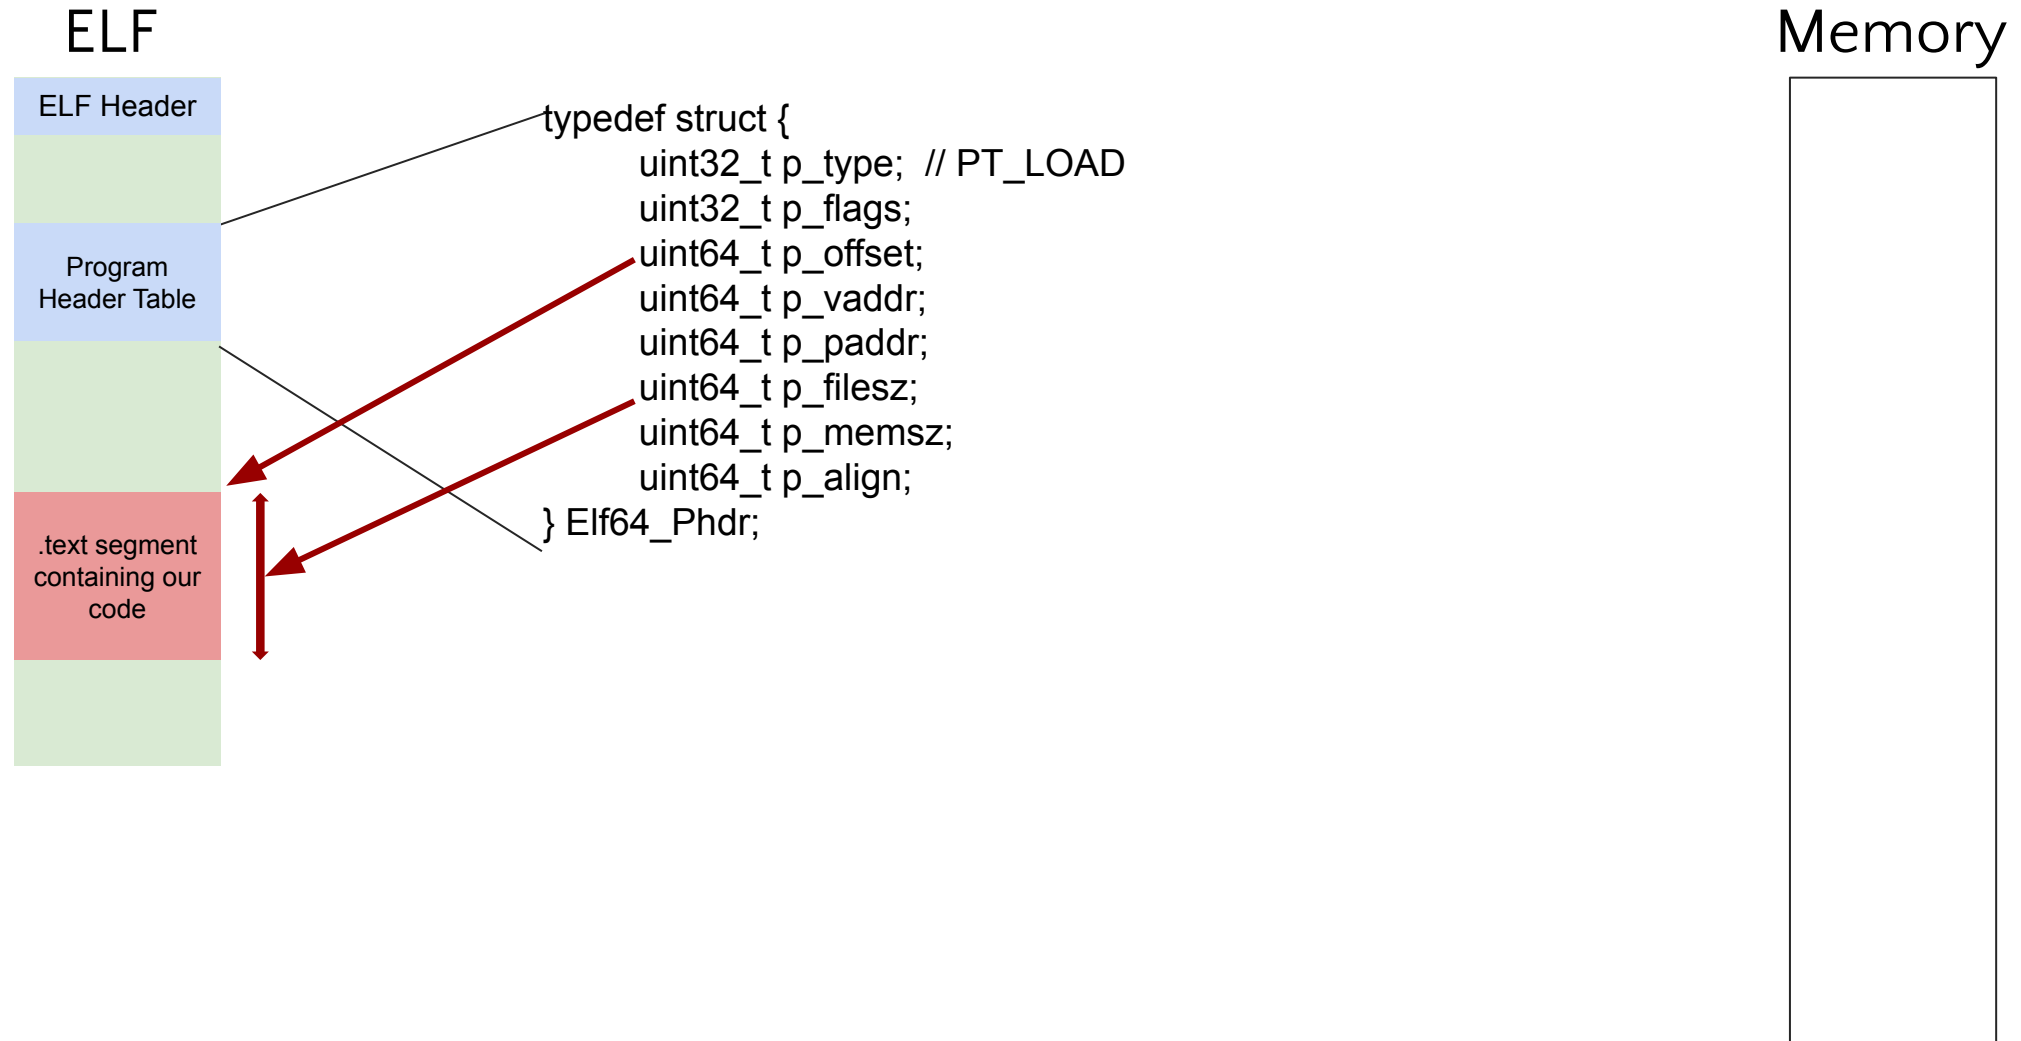 ELF
Memory
ELF Header
Program
Header Table
.text segment
containing our
code
typedef struct {
uint32_t p_type;  // PT_LOAD
uint32_t p_flags;
uint64_t p_offset;
uint64_t p_vaddr;
uint64_t p_paddr;
uint64_t p_filesz;
uint64_t p_memsz;
uint64_t p_align;
} Elf64_Phdr;